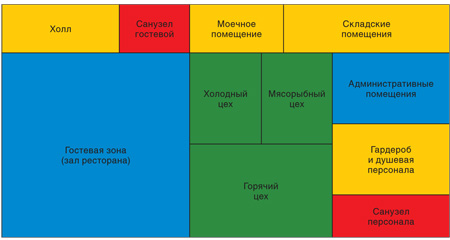 Холл
Санузел
гостевой
Моечное
помещение
Складские
помещения
Гостевая зона
(зал ресторана)
Холодный
цех
Мясорыбный
цех
Горячий
цех
Административные
помещения
Гардероб
и душевая
персонала
Санузел
персонала